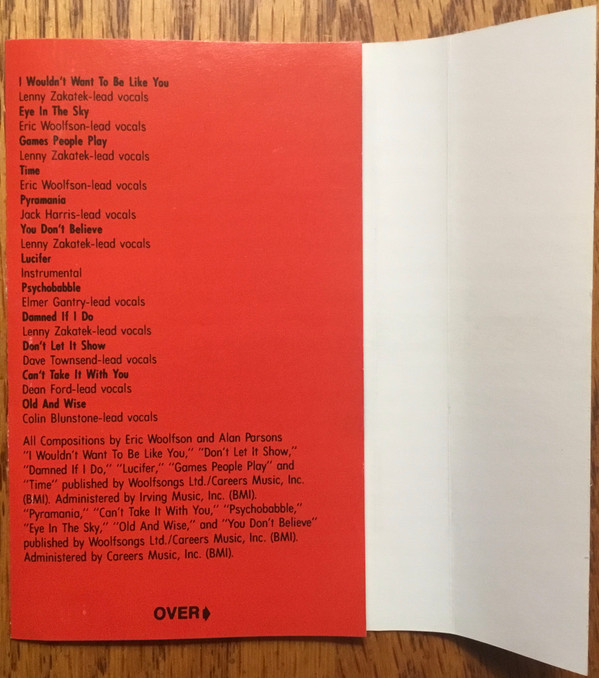 I Wouldn't Want To Be Like You
Lenny Zakatek-lead vocals
Eye In The Sky
Eric Woolfson-lead vocals
Games People Play
Lenny Zakatek-lead vocals
Time
Eric Woolfson-lead vocals
Pyramania
Jack Harris-lead vocals
You Don't Believe
Lenny Zakatek-lead vocals
Lucifer
Instrumental
Psychobabble
Elmer Gantry-lead vocals
Damned If I Do
Lenny Zakatek-lead vocals
Don't Let It Show
Dave Townsend-lead vocals
Can't Take It With You
Dean Ford-lead vocals
Old And Wise
Colin Blunstone-lead vocals
All Compositions by Eric Woolfson and Alan Parsons
"I Wouldn't Want To Be Like You," "Don't Let It Show,"
"Damned If I Do," "Lucifer," "Games People Play" and
"Time" published by Woolfsongs Ltd./Careers Music, Inc.
(BMI). Administered by Irving Music, Inc. (BMI).
"Pyramania," "Can't Take It With You," "Psychobabble,"
"Eye In The Sky," "Old And Wise," and "You Don't Believe"
published by Woolfsongs Ltd./Careers Music, Inc. (BMI).
Administered by Careers Music, Inc. (BMI).
OVER